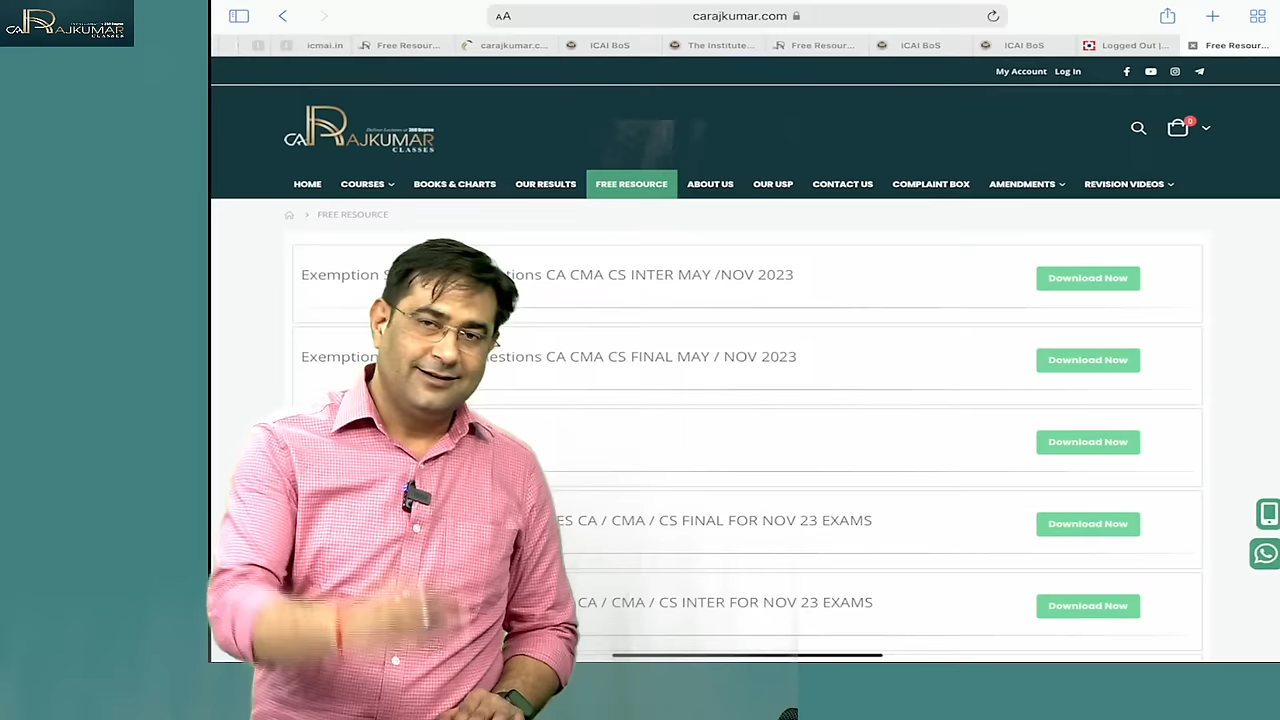 CA RAJKUMAR
CLASSES
AA
carajkumar.com
icmai.in
Free Resour...
carajkumar.c...
ICAI BoS
The Institute...
Free Resour...
ICAI BoS
ICAI BoS
Logged Out |...
Free Resour...
My Account Log In
CA RAJKUMAR
CLASSES
0
HOME COURSES BOOKS & CHARTS OUR RESULTS FREE RESOURCE ABOUT US OUR USP CONTACT US COMPLAINT BOX AMENDMENTS REVISION VIDEOS
> FREE RESOURCE
Exemption CA CMA CS INTER MAY /NOV 2023 Download Now
Exemption CA CMA CS FINAL MAY / NOV 2023 Download Now
Download Now
CA / CMA / CS FINAL FOR NOV 23 EXAMS Download Now
CA / CMA / CS INTER FOR NOV 23 EXAMS Download Now